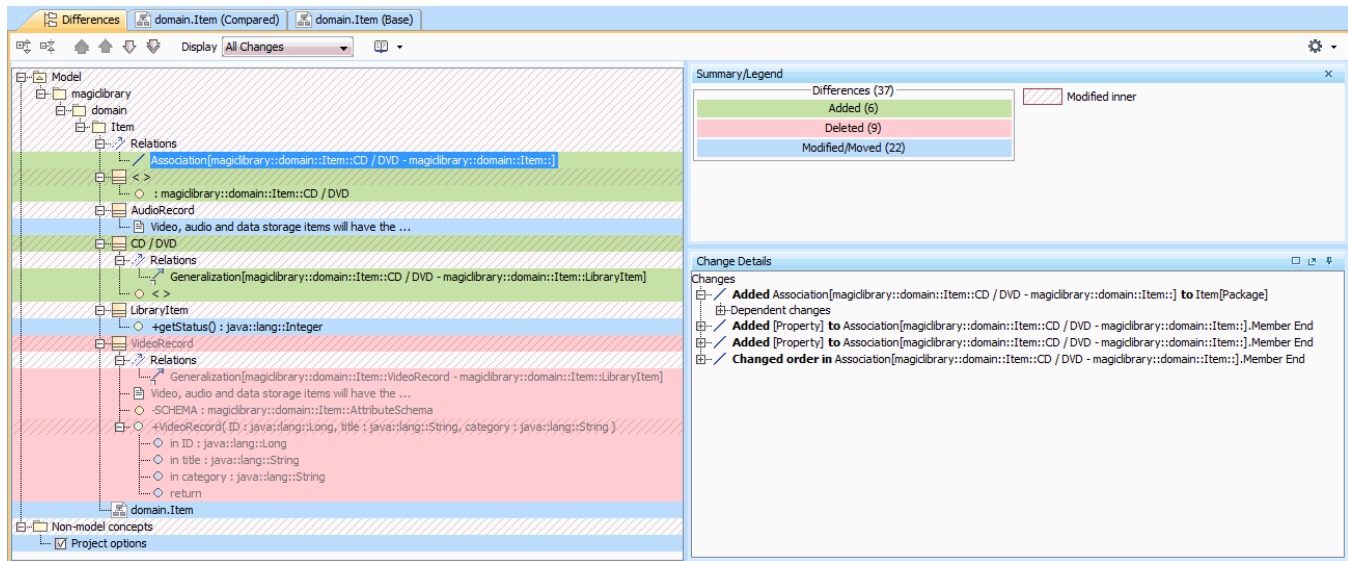 Differences
domain.Item (Compared)
domain.Item (Base)
Display All Changes
Model
magiclibrary
domain
Item
Relations
Association[magiclibrary::domain::Item::CD / DVD - magiclibrary::domain::Item::]
< >
: magiclibrary::domain::Item::CD / DVD
AudioRecord
Video, audio and data storage items will have the ...
CD / DVD
Relations
Generalization[magiclibrary::domain::Item::CD / DVD - magiclibrary::domain::Item::LibraryItem]
< >
LibraryItem
+getStatus() : java::lang::Integer
VideoRecord
Relations
Generalization[magiclibrary::domain::Item::VideoRecord - magiclibrary::domain::Item::LibraryItem]
Video, audio and data storage items will have the ...
-SCHEMA : magiclibrary::domain::Item::AttributeSchema
+VideoRecord( ID : java::lang::Long, title : java::lang::String, category : java::lang::String )
in ID : java::lang::Long
in title : java::lang::String
in category : java::lang::String
return
domain.Item
Non-model concepts
Project options
Summary/Legend
Differences (37)
Added (6)
Deleted (9)
Modified/Moved (22)
Modified inner
Change Details
Changes
Added Association[magiclibrary::domain::Item::CD / DVD - magiclibrary::domain::Item::] to Item[Package]
Dependent changes
Added [Property] to Association[magiclibrary::domain::Item::CD / DVD - magiclibrary::domain::Item::].Member End
Added [Property] to Association[magiclibrary::domain::Item::CD / DVD - magiclibrary::domain::Item::].Member End
Changed order in Association[magiclibrary::domain::Item::CD / DVD - magiclibrary::domain::Item::].Member End